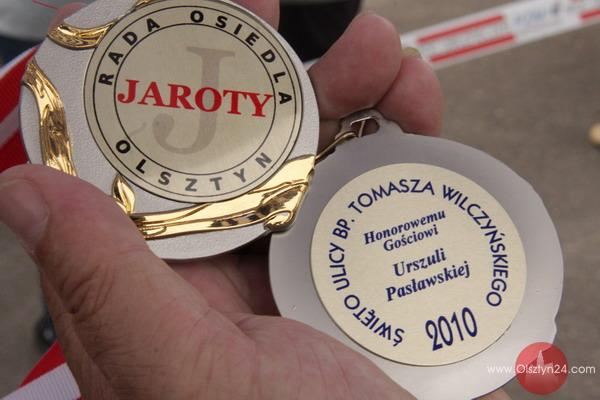 RADA OSIEDLA
J
JAROTY
OLSZTYN
ŚWIĘTO ULICY BP. TOMASZA WILCZYŃSKIEGO
Honorowemu
Gościowi
Urszuli
Pasławskiej
2010
www.Olsztyn24.com